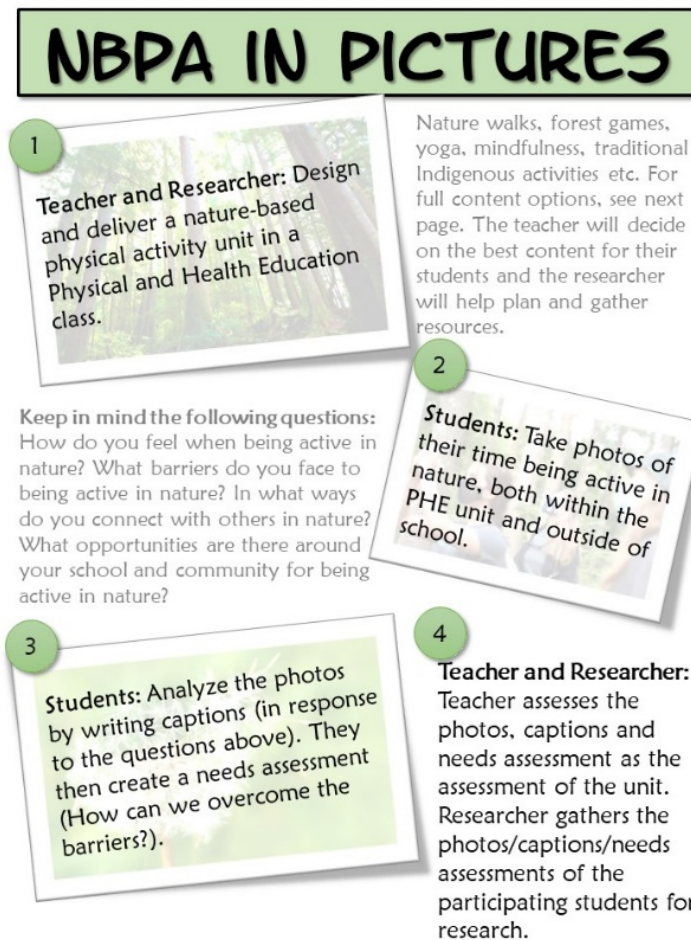 NBPA IN PICTURES
1
Teacher and Researcher: Design
and deliver a nature-based
physical activity unit in a
Physical and Health Education
class.
Nature walks, forest games,
yoga, mindfulness, traditional
Indigenous activities etc. For
full content options, see next
page. The teacher will decide
on the best content for their
students and the researcher
will help plan and gather
resources.
2
Students: Take photos of
their time being active in
nature, both within the
PHE unit and outside of
school.
Keep in mind the following questions:
How do you feel when being active in
nature? What barriers do you face to
being active in nature? In what ways
do you connect with others in nature?
What opportunities are there around
your school and community for being
active in nature?
3
Students: Analyze the photos
by writing captions (in response
to the questions above). They
then create a needs assessment
(How can we overcome the
barriers?).
4
Teacher and Researcher:
Teacher assesses the
photos, captions and
needs assessment as the
assessment of the unit.
Researcher gathers the
photos/captions/needs
assessments of the
participating students for
research.